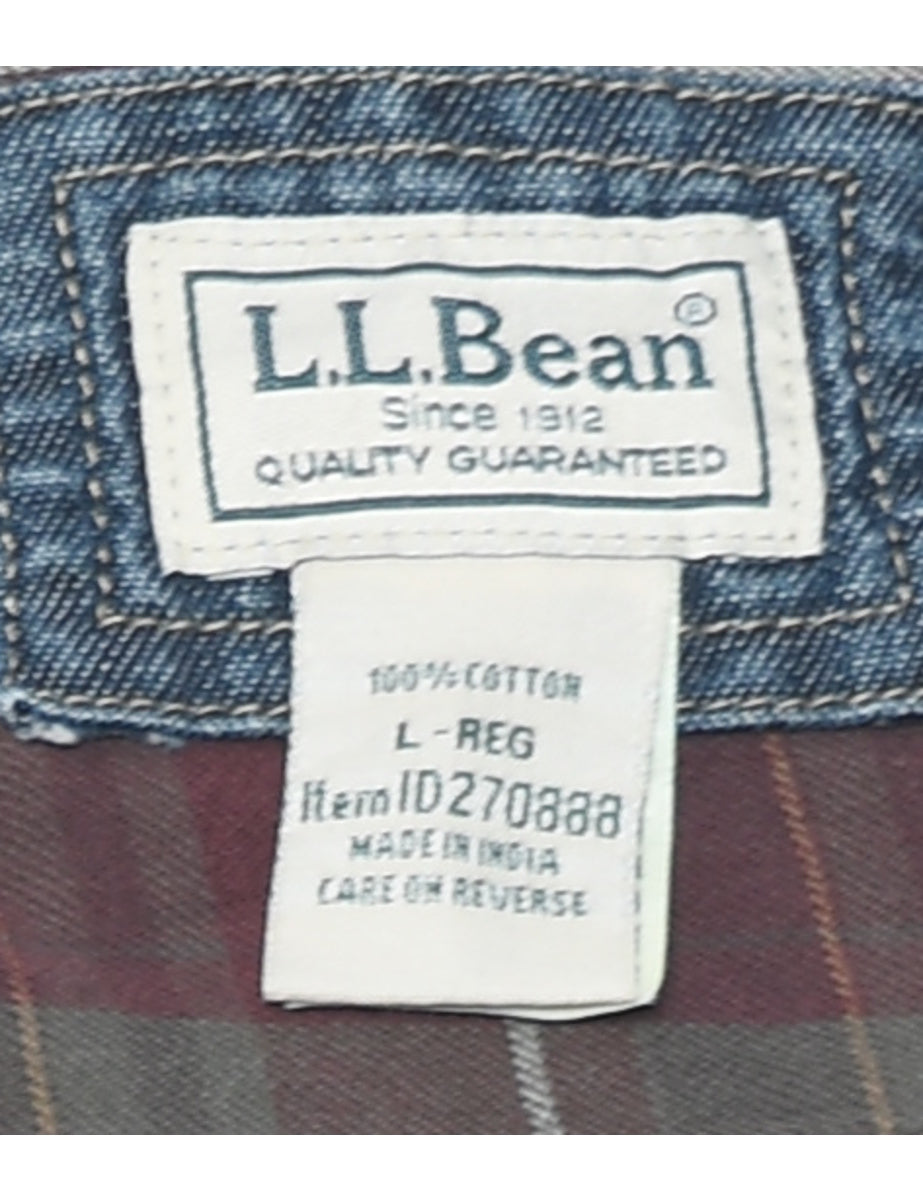 L.L.Bean®
Since 1912
QUALITY GUARANTEED
100% COTTON
L-REG
Item ID270888
MADE IN INDIA
CARE ON REVERSE